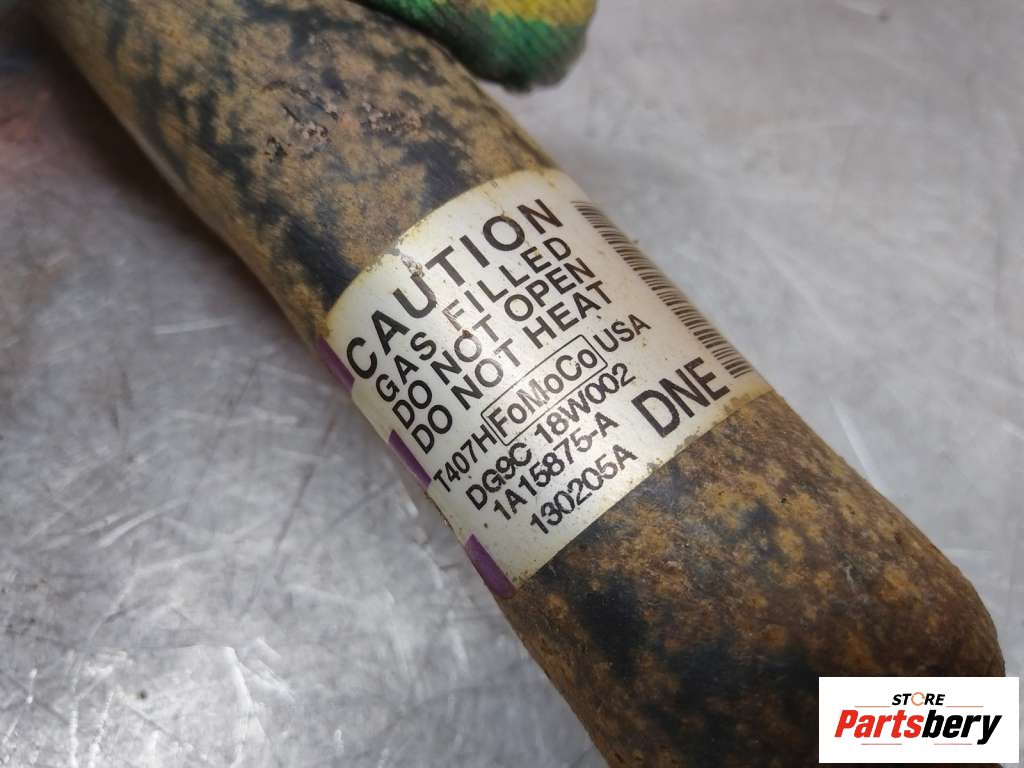 CAUTION
GAS FILLED
DO NOT OPEN
DO NOT HEAT
T407H FoMoCo USA
DG9C 18W002
1A15875-A
130205A
DNE
STORE
Partsbery